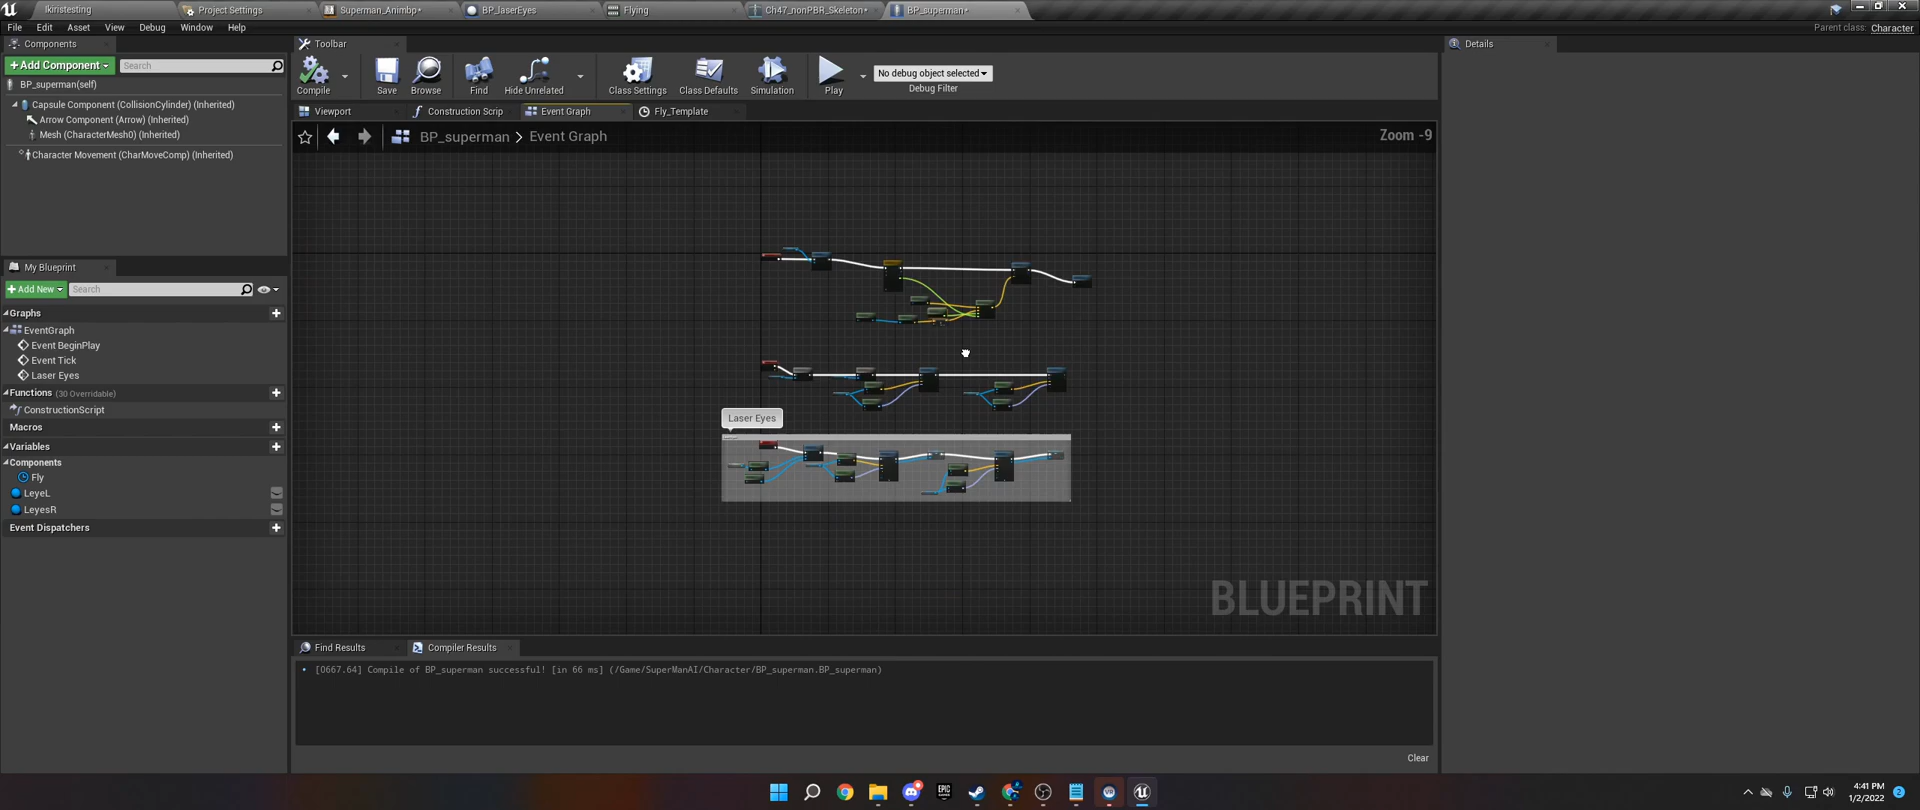 Ikinstesting
Project Settings
Superman_Animbp*
BP_laserEyes
Flying
Ch47_nonPBR_Skeleton*
BP_superman*
File Edit Asset View Debug Window Help
Parent class: Character
Components
Toolbar
Details
+Add Component
Search
BP_superman(self)
Capsule Component (CollisionCylinder) (Inherited)
Arrow Component (Arrow) (Inherited)
Mesh (CharacterMesh0) (Inherited)
Character Movement (CharMoveComp) (Inherited)
Compile
Save
Browse
Find
Hide Unrelated
Class Settings
Class Defaults
Simulation
Play
No debug object selected
Debug Filter
Viewport
Construction Scrip
Event Graph
Fly_Template
BP_superman > Event Graph
Zoom -9
My Blueprint
+Add New
Search
Graphs
EventGraph
Event BeginPlay
Event Tick
Laser Eyes
Functions (30 Overridable)
ConstructionScript
Macros
Variables
Components
Fly
LeyeL
LeyesR
Event Dispatchers
Laser Eyes
BLUEPRINT
Find Results
Compiler Results
[0667.64] Compile of BP_superman successful! [in 66 ms] (/Game/SuperManAI/Character/BP_superman.BP_superman)
Clear
EPIC
VR
4:41 PM
1/2/2022
2